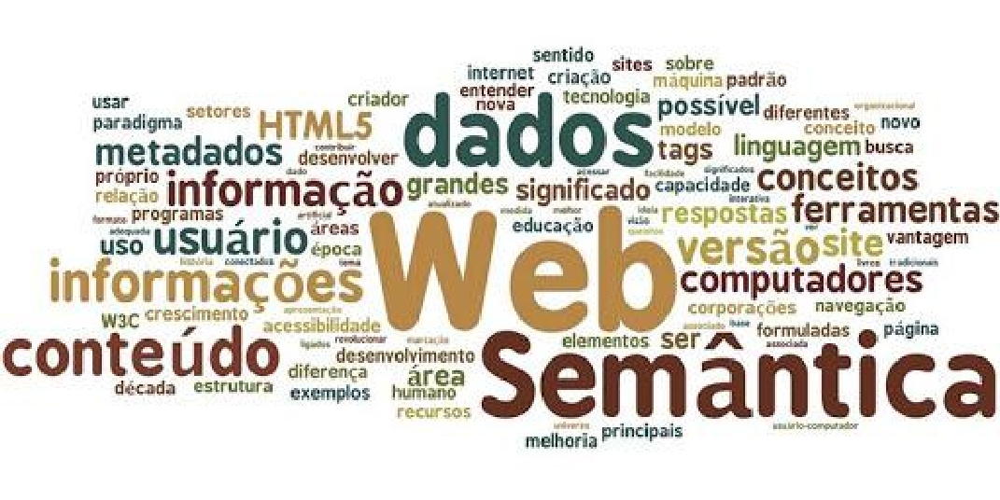 sentido
internet criação sites sobre
entender máquina padrão
usar criador nova tecnologia
paradigma setores HTML5 dados possível diferentes organizacional
modelo conceito novo
metadados contribuir desenvolver tags linguagem busca
próprio dado acessar facilidade significados conceitos
relação informação grandes significado capacidade
atualizado interativa
formato programas artificial medida melhor ideia respostas ferramentas
adequada áreas educação visão ver
uso usuário época Web versão site vantagem
história conectados tema livros tradicionais
informações computadores
apresentação corporações navegação
W3C crescimento acessibilidade associado base formuladas página
conteúdo ligados revolucionar marcação elementos ser associada
desenvolvimento Semântica
diferença área
década estrutura exemplos humano
recursos
universo usuário-computador
melhoria principais